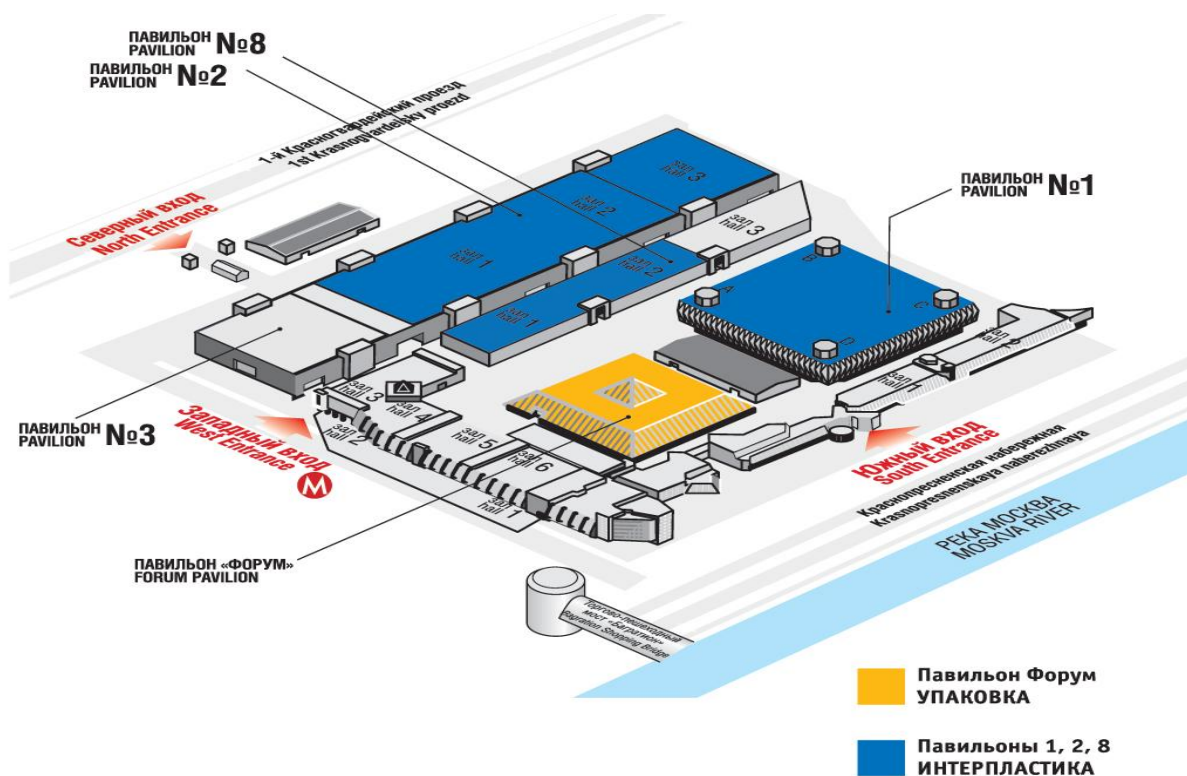 ПАВИЛЬОН
PAVILION №8
ПАВИЛЬОН
PAVILION №2
1-й Красногвардейский проезд
1st Krasnogvardeisky proezd
Северный вход
North Entrance
зал
hall 3
зал
hall 2
зал
hall 1
зал
hall 3
зал
hall 2
зал
hall 1
ПАВИЛЬОН
PAVILION №1
A
B
C
D
зал
hall 2
зал
hall 1
ПАВИЛЬОН
PAVILION №3
Западный вход
West Entrance
М
зал
hall 3
зал
hall 4
зал
hall 2
зал
hall 5
зал
hall 6
зал
hall 1
Южный вход
South Entrance
Краснопресненская набережная
Krasnopresnenskaya naberezhnaya
РЕКА МОСКВА
MOSKVA RIVER
ПАВИЛЬОН «ФОРУМ»
FORUM PAVILION
Торгово-пешеходный
мост «Багратион»
Bagration Shopping Bridge
Павильон Форум
УПАКОВКА
Павильоны 1, 2, 8
ИНТЕРПЛАСТИКА